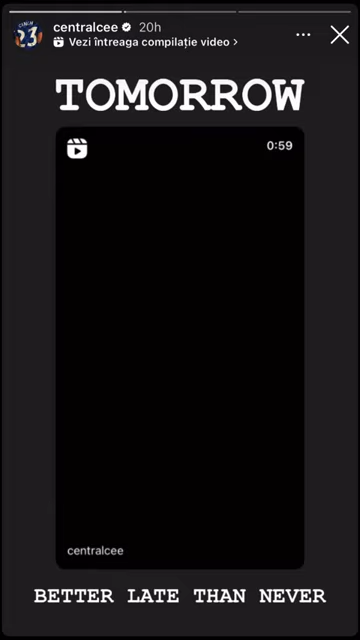 centralcee 20h
Vezi întreaga compilație video >
TOMORROW
0:59
centralcee
BETTER LATE THAN NEVER